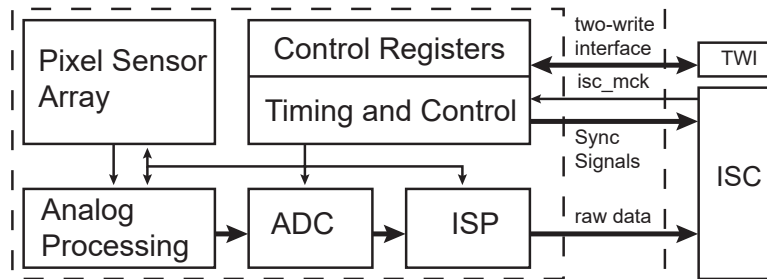 Pixel Sensor
Array
Control Registers
Timing and Control
two-write
interface
TWI
isc_mck
Sync
Signals
ISC
Analog
Processing
ADC
ISP
raw data